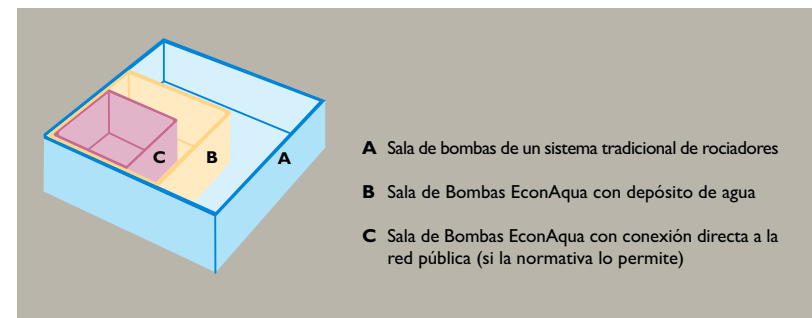 C B A
A Sala de bombas de un sistema tradicional de rociadores
B Sala de Bombas EconAqua con depósito de agua
C Sala de Bombas EconAqua con conexión directa a la
red pública (si la normativa lo permite)